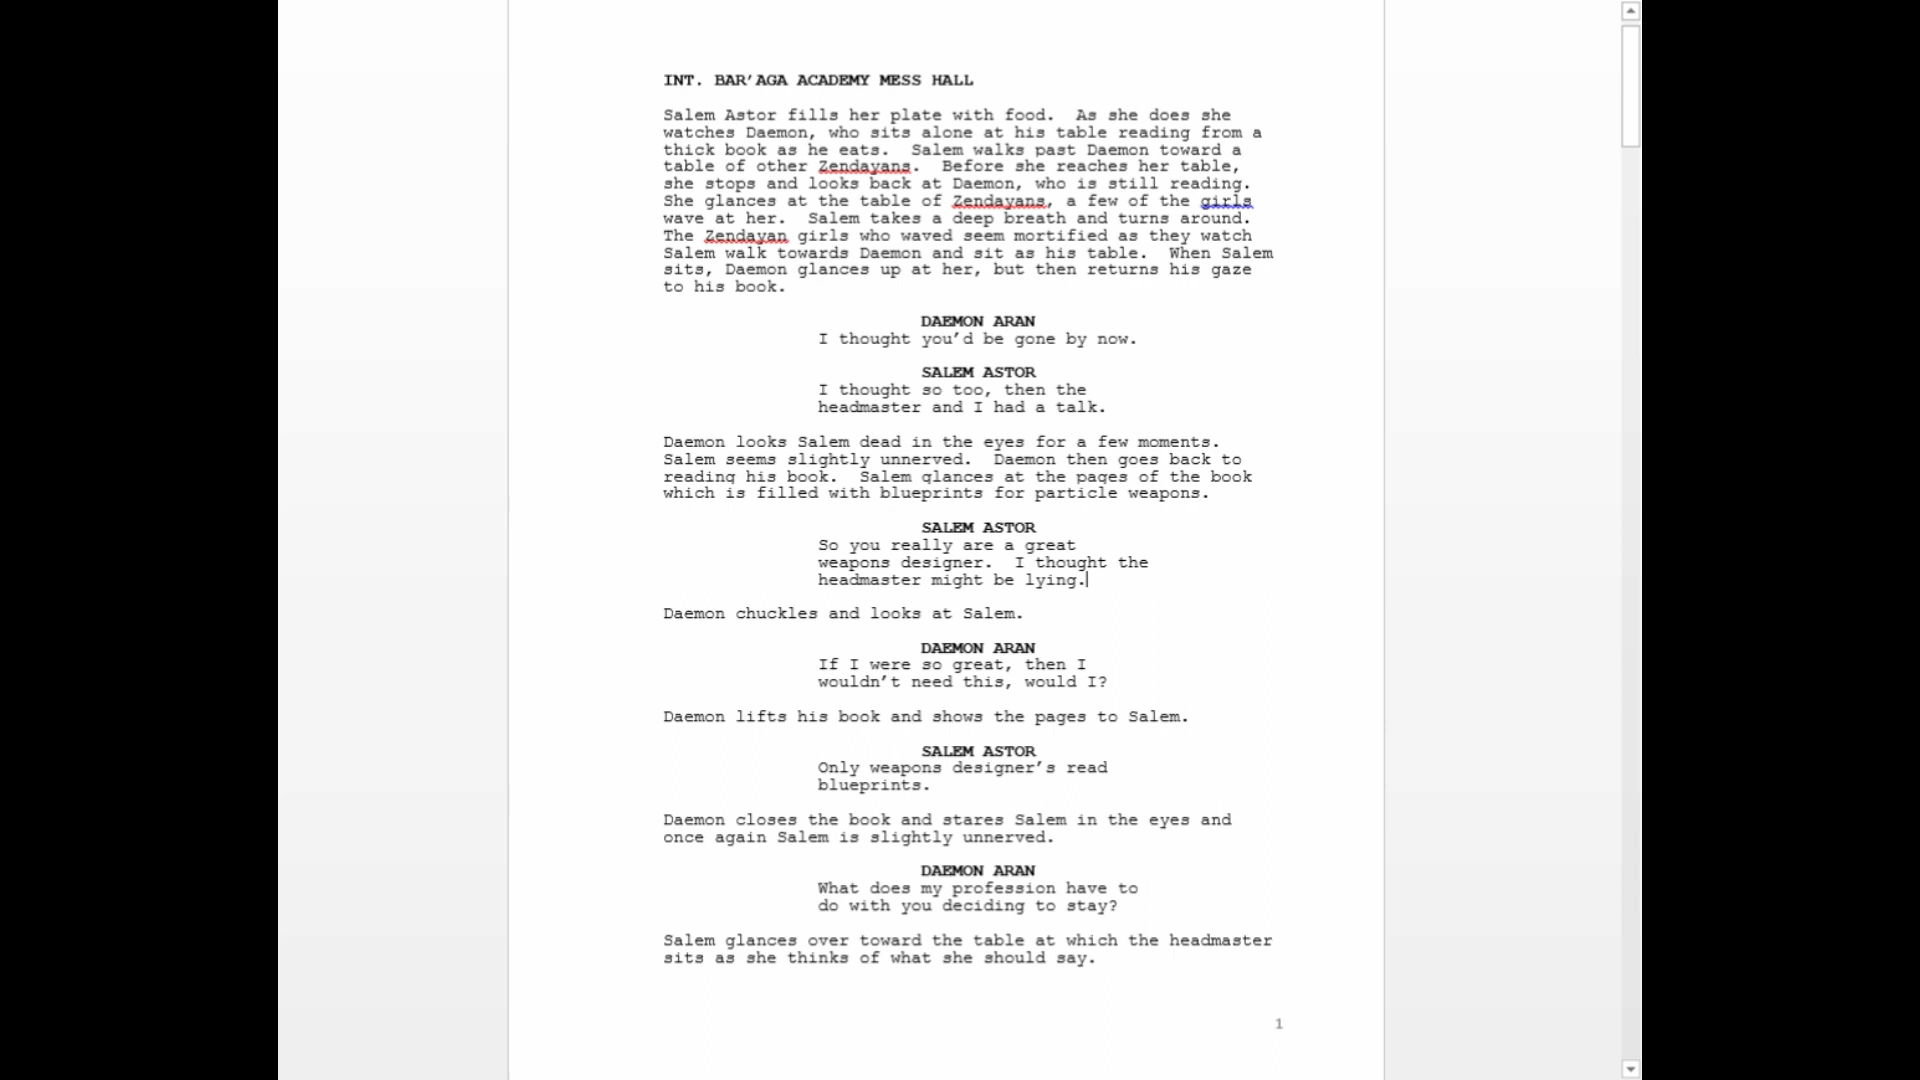 INT. BAR’AGA ACADEMY MESS HALL
Salem Astor fills her plate with food.  As she does she
watches Daemon, who sits alone at his table reading from a
thick book as he eats.  Salem walks past Daemon toward a
table of other Zendayans.  Before she reaches her table,
she stops and looks back at Daemon, who is still reading.
She glances at the table of Zendayans, a few of the girls
wave at her.  Salem takes a deep breath and turns around.
The Zendayan girls who waved seem mortified as they watch
Salem walk towards Daemon and sit as his table.  When Salem
sits, Daemon glances up at her, but then returns his gaze
to his book.
DAEMON ARAN
I thought you’d be gone by now.
SALEM ASTOR
I thought so too, then the
headmaster and I had a talk.
Daemon looks Salem dead in the eyes for a few moments.
Salem seems slightly unnerved.  Daemon then goes back to
reading his book.  Salem glances at the pages of the book
which is filled with blueprints for particle weapons.
SALEM ASTOR
So you really are a great
weapons designer.  I thought the
headmaster might be lying.
Daemon chuckles and looks at Salem.
DAEMON ARAN
If I were so great, then I
wouldn’t need this, would I?
Daemon lifts his book and shows the pages to Salem.
SALEM ASTOR
Only weapons designer’s read
blueprints.
Daemon closes the book and stares Salem in the eyes and
once again Salem is slightly unnerved.
DAEMON ARAN
What does my profession have to
do with you deciding to stay?
Salem glances over toward the table at which the headmaster
sits as she thinks of what she should say.
1